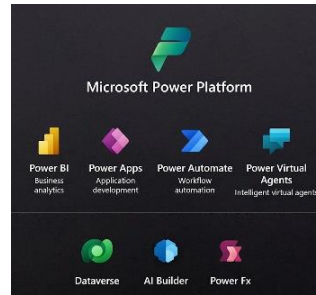 Microsoft Power Platform
Power BI
Business
analytics
Power Apps
Application
development
Power Automate
Workflow
automation
Power Virtual
Agents
Intelligent virtual agents
Dataverse
AI Builder
Power Fx